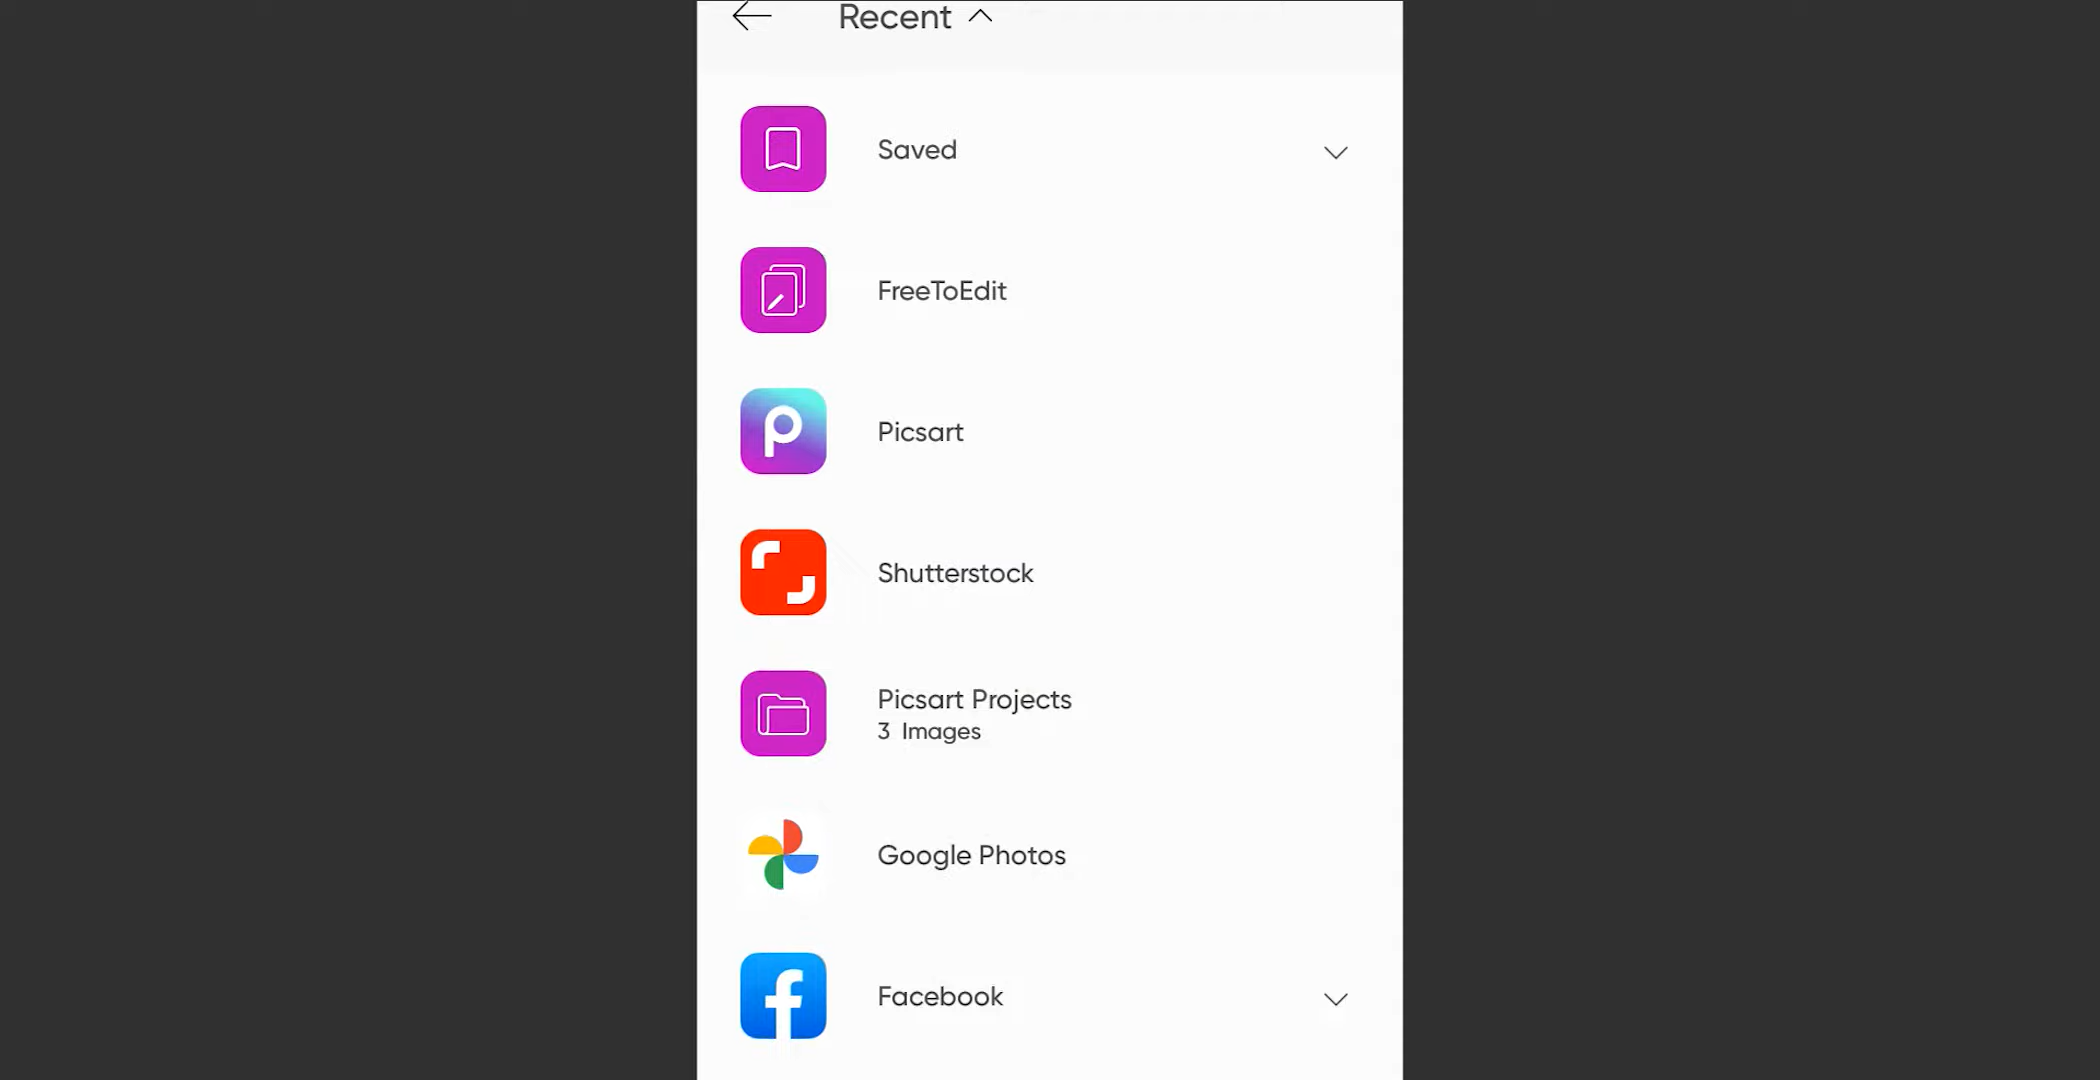 Recent
Saved
FreeToEdit
Picsart
Shutterstock
Picsart Projects
3 Images
Google Photos
Facebook